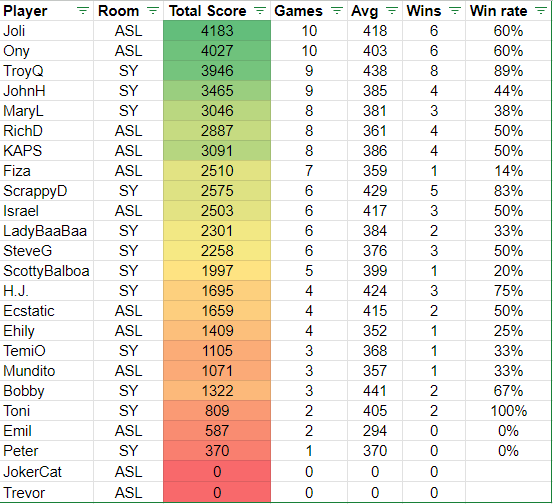 Player Room Total Score Games Avg Wins Win rate
Joli ASL 4183 10 418 6 60%
Ony ASL 4027 10 403 6 60%
TroyQ SY 3946 9 438 8 89%
JohnH SY 3465 9 385 4 44%
MaryL SY 3046 8 381 3 38%
RichD ASL 2887 8 361 4 50%
KAPS ASL 3091 8 386 4 50%
Fiza ASL 2510 7 359 1 14%
ScrappyD SY 2575 6 429 5 83%
Israel ASL 2503 6 417 3 50%
LadyBaaBaa SY 2301 6 384 2 33%
SteveG SY 2258 6 376 3 50%
ScottyBalboa SY 1997 5 399 1 20%
H.J. SY 1695 4 424 3 75%
Ecstatic ASL 1659 4 415 2 50%
Ehily ASL 1409 4 352 1 25%
TemiO SY 1105 3 368 1 33%
Mundito ASL 1071 3 357 1 33%
Bobby SY 1322 3 441 2 67%
Toni SY 809 2 405 2 100%
Emil ASL 587 2 294 0 0%
Peter SY 370 1 370 0 0%
JokerCat ASL 0 0 0 0
Trevor ASL 0 0 0 0